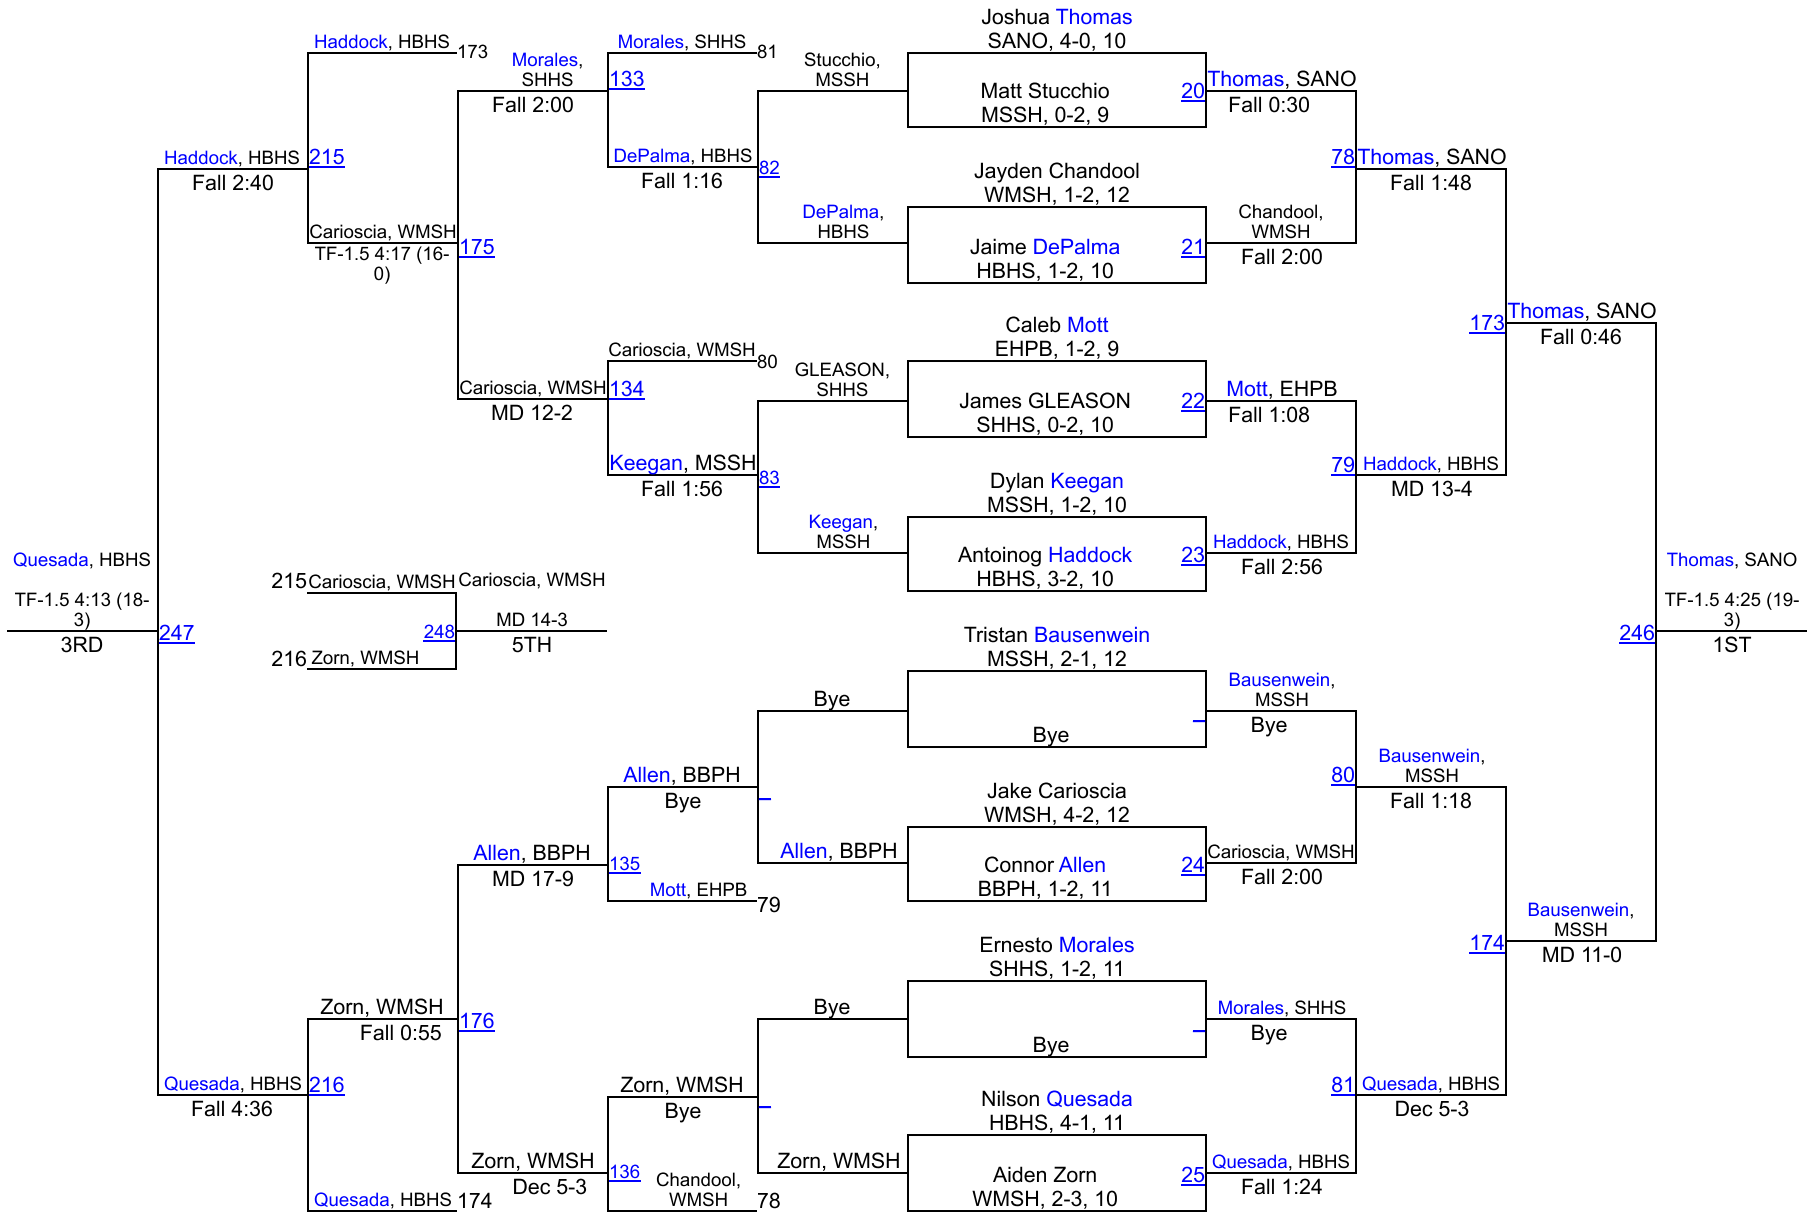 Haddock, HBHS
173
Haddock, HBHS
215
Fall 2:40
Carioscia, WMSH
TF-1.5 4:17 (16-
0)
Morales,
SHHS
Fall 2:00
175
Carioscia, WMSH
MD 12-2
Morales, SHHS
81
133
DePalma, HBHS
Fall 1:16
Carioscia, WMSH
80
134
Keegan, MSSH
Fall 1:56
Stucchio,
MSSH
82
DePalma,
HBHS
GLEASON,
SHHS
83
Keegan,
MSSH
Joshua Thomas
SANO, 4-0, 10
Matt Stucchio
MSSH, 0-2, 9
20
Jayden Chandool
WMSH, 1-2, 12
Jaime DePalma
HBHS, 1-2, 10
21
Caleb Mott
EHPB, 1-2, 9
James GLEASON
SHHS, 0-2, 10
22
Dylan Keegan
MSSH, 1-2, 10
Antoinog Haddock
HBHS, 3-2, 10
23
Thomas, SANO
Fall 0:30
78
Chandool,
WMSH
Fall 2:00
Mott, EHPB
Fall 1:08
79
Haddock, HBHS
Fall 2:56
Thomas, SANO
Fall 1:48
173
Haddock, HBHS
MD 13-4
Thomas, SANO
Fall 0:46
Quesada, HBHS
TF-1.5 4:13 (18-
3)
247
3RD
215
Carioscia, WMSH
Carioscia, WMSH
248
MD 14-3
5TH
216
Zorn, WMSH
Thomas, SANO
TF-1.5 4:25 (19-
3)
246
1ST
Tristan Bausenwein
MSSH, 2-1, 12
Bye
Jake Carioscia
WMSH, 4-2, 12
Connor Allen
BBPH, 1-2, 11
24
Ernesto Morales
SHHS, 1-2, 11
Bye
Nilson Quesada
HBHS, 4-1, 11
Aiden Zorn
WMSH, 2-3, 10
25
Bausenwein,
MSSH
Bye
80
Carioscia, WMSH
Fall 2:00
Morales, SHHS
Bye
81
Quesada, HBHS
Fall 1:24
Bausenwein,
MSSH
Fall 1:18
174
Quesada, HBHS
Dec 5-3
Bausenwein,
MSSH
MD 11-0
Bye
Allen, BBPH
Bye
Zorn, WMSH
Allen, BBPH
Bye
135
Mott, EHPB
79
Zorn, WMSH
Bye
136
Chandool,
WMSH
78
Allen, BBPH
MD 17-9
176
Zorn, WMSH
Dec 5-3
Zorn, WMSH
Fall 0:55
216
Quesada, HBHS
174
Quesada, HBHS
Fall 4:36